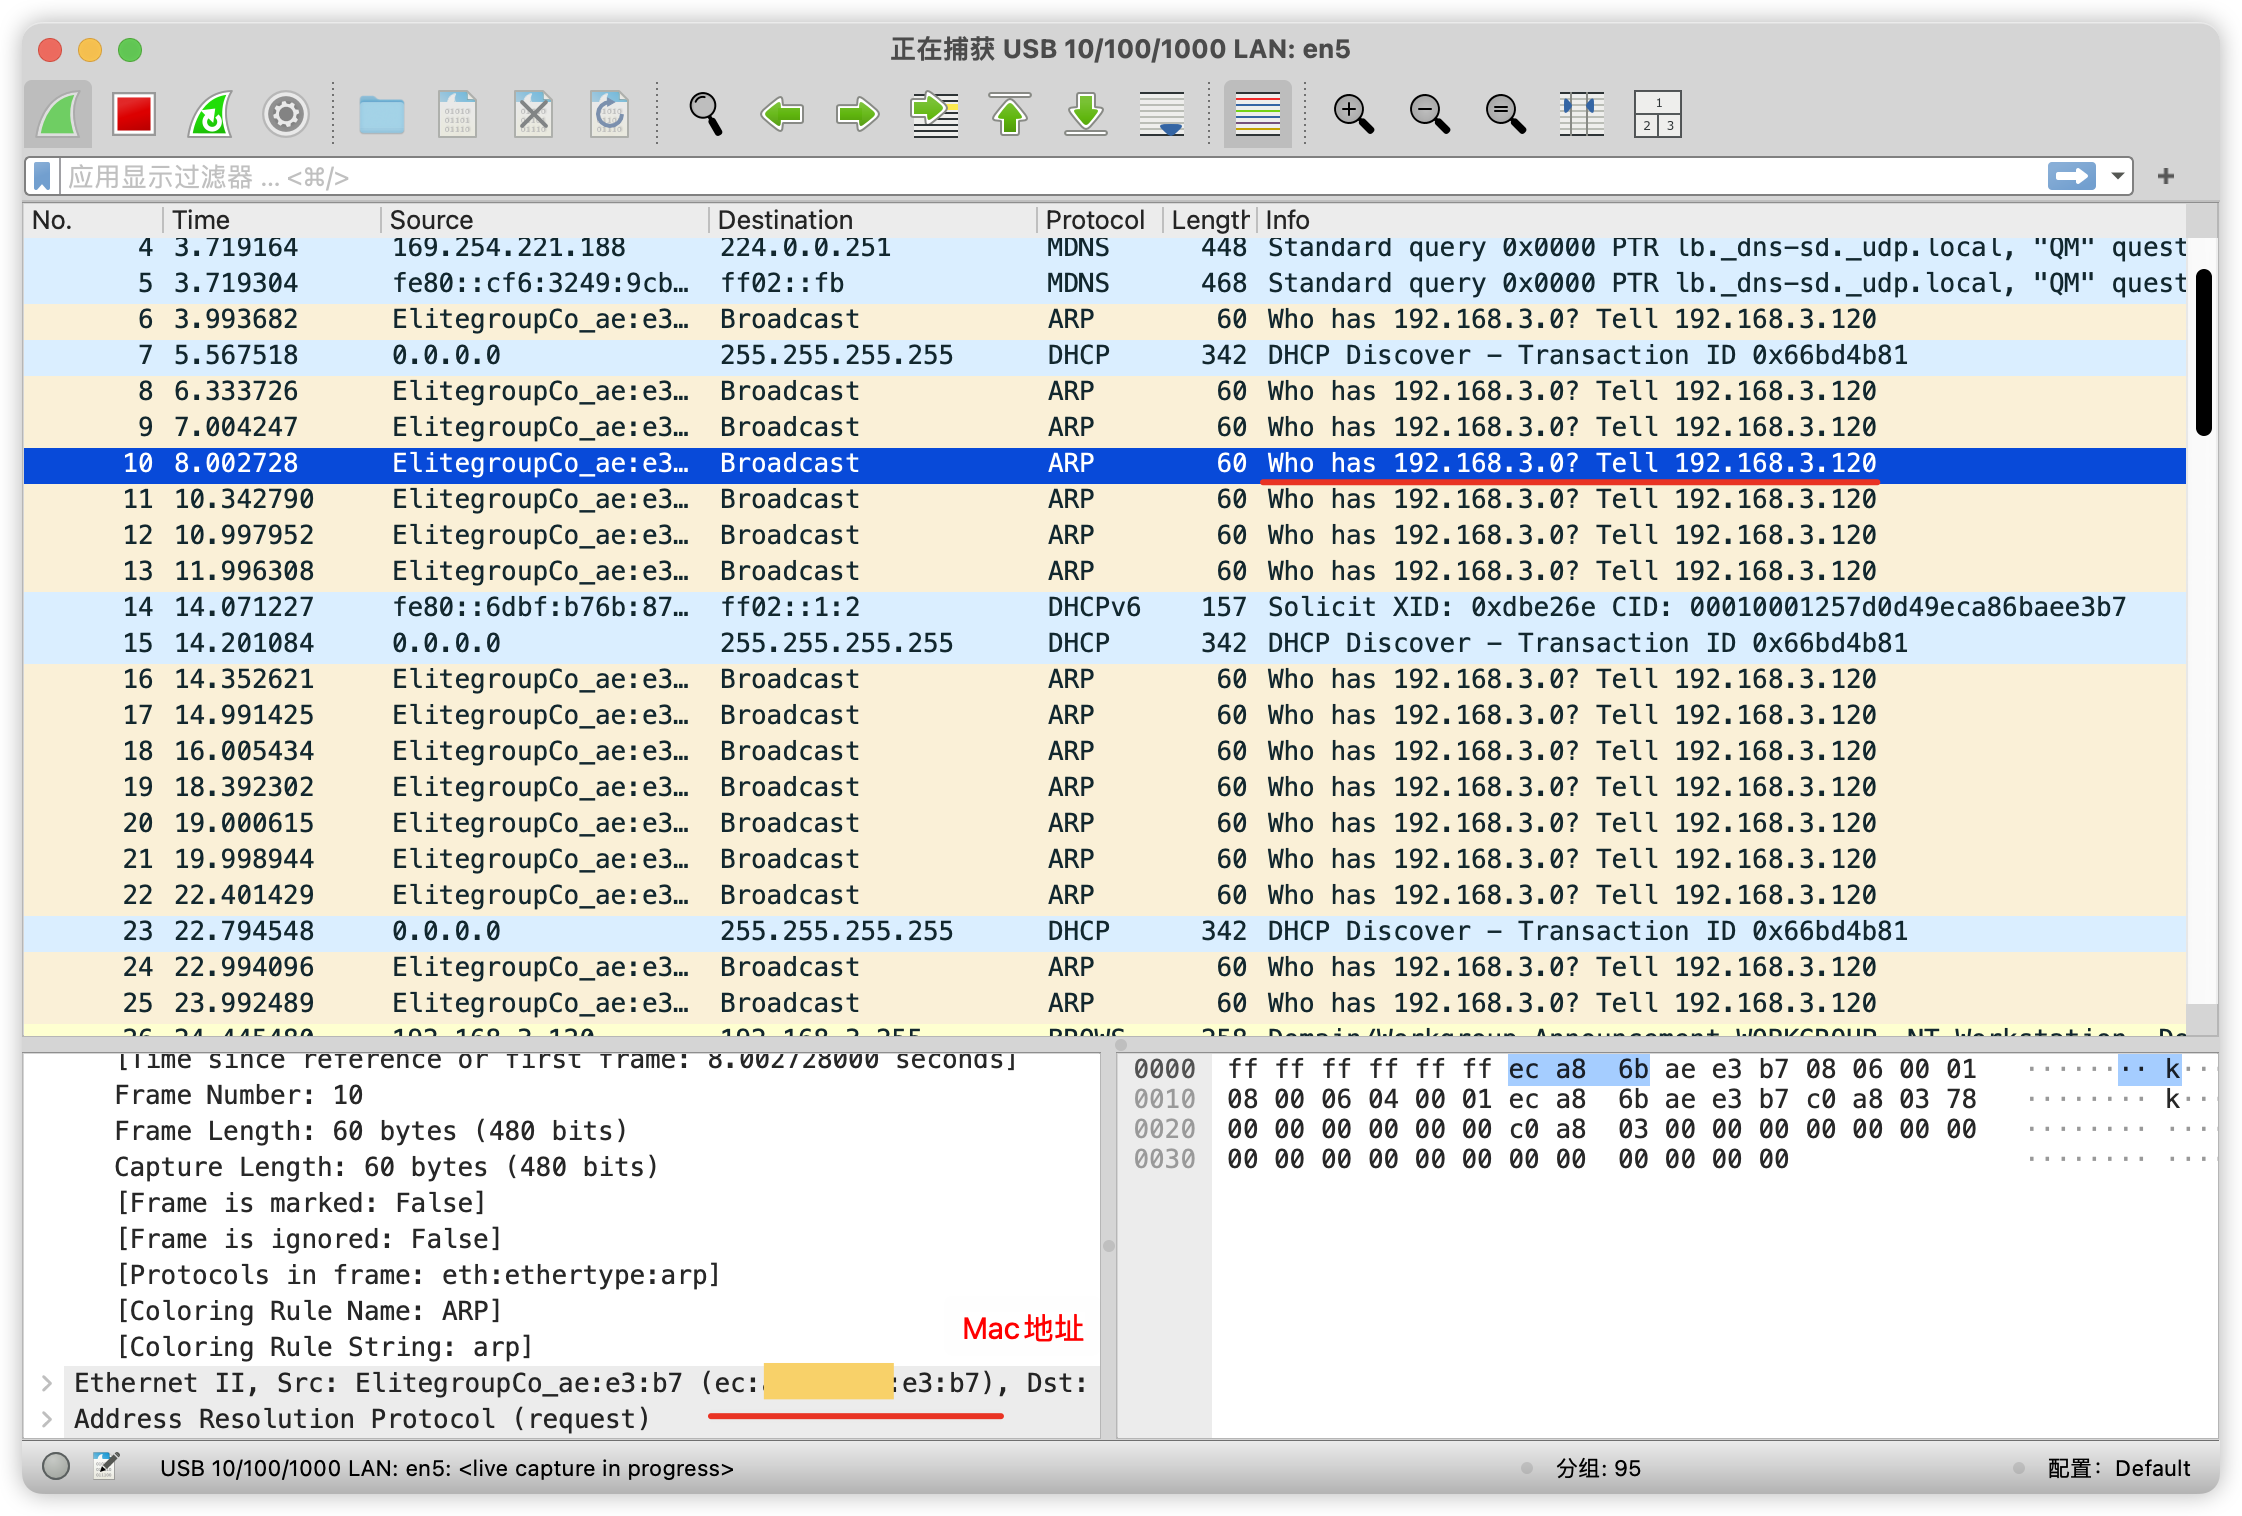 正在捕获 USB 10/100/1000 LAN: en5
应用显示过滤器 ... <⌘/>
No. Time Source Destination Protocol Length Info
4 3.719164 169.254.221.188 224.0.0.251 MDNS 448 Standard query 0x0000 PTR lb._dns-sd._udp.local, "QM" quest
5 3.719304 fe80::cf6:3249:9cb… ff02::fb MDNS 468 Standard query 0x0000 PTR lb._dns-sd._udp.local, "QM" quest
6 3.993682 ElitegroupCo_ae:e3… Broadcast ARP 60 Who has 192.168.3.0? Tell 192.168.3.120
7 5.567518 0.0.0.0 255.255.255.255 DHCP 342 DHCP Discover – Transaction ID 0x66bd4b81
8 6.333726 ElitegroupCo_ae:e3… Broadcast ARP 60 Who has 192.168.3.0? Tell 192.168.3.120
9 7.004247 ElitegroupCo_ae:e3… Broadcast ARP 60 Who has 192.168.3.0? Tell 192.168.3.120
10 8.002728 ElitegroupCo_ae:e3… Broadcast ARP 60 Who has 192.168.3.0? Tell 192.168.3.120
11 10.342790 ElitegroupCo_ae:e3… Broadcast ARP 60 Who has 192.168.3.0? Tell 192.168.3.120
12 10.997952 ElitegroupCo_ae:e3… Broadcast ARP 60 Who has 192.168.3.0? Tell 192.168.3.120
13 11.996308 ElitegroupCo_ae:e3… Broadcast ARP 60 Who has 192.168.3.0? Tell 192.168.3.120
14 14.071227 fe80::6dbf:b76b:87… ff02::1:2 DHCPv6 157 Solicit XID: 0xdbe26e CID: 00010001257d0d49eca86baee3b7
15 14.201084 0.0.0.0 255.255.255.255 DHCP 342 DHCP Discover – Transaction ID 0x66bd4b81
16 14.352621 ElitegroupCo_ae:e3… Broadcast ARP 60 Who has 192.168.3.0? Tell 192.168.3.120
17 14.991425 ElitegroupCo_ae:e3… Broadcast ARP 60 Who has 192.168.3.0? Tell 192.168.3.120
18 16.005434 ElitegroupCo_ae:e3… Broadcast ARP 60 Who has 192.168.3.0? Tell 192.168.3.120
19 18.392302 ElitegroupCo_ae:e3… Broadcast ARP 60 Who has 192.168.3.0? Tell 192.168.3.120
20 19.000615 ElitegroupCo_ae:e3… Broadcast ARP 60 Who has 192.168.3.0? Tell 192.168.3.120
21 19.998944 ElitegroupCo_ae:e3… Broadcast ARP 60 Who has 192.168.3.0? Tell 192.168.3.120
22 22.401429 ElitegroupCo_ae:e3… Broadcast ARP 60 Who has 192.168.3.0? Tell 192.168.3.120
23 22.794548 0.0.0.0 255.255.255.255 DHCP 342 DHCP Discover – Transaction ID 0x66bd4b81
24 22.994096 ElitegroupCo_ae:e3… Broadcast ARP 60 Who has 192.168.3.0? Tell 192.168.3.120
25 23.992489 ElitegroupCo_ae:e3… Broadcast ARP 60 Who has 192.168.3.0? Tell 192.168.3.120
[Time since reference or first frame: 8.002728000 seconds]
Frame Number: 10
Frame Length: 60 bytes (480 bits)
Capture Length: 60 bytes (480 bits)
[Frame is marked: False]
[Frame is ignored: False]
[Protocols in frame: eth:ethertype:arp]
[Coloring Rule Name: ARP]
[Coloring Rule String: arp]
Mac地址
Ethernet II, Src: ElitegroupCo_ae:e3:b7 (ec: :e3:b7), Dst:
Address Resolution Protocol (request)
0000 ff ff ff ff ff ff ec a8 6b ae e3 b7 08 06 00 01 ········ k···
0010 08 00 06 04 00 01 ec a8 6b ae e3 b7 c0 a8 03 78 ········ k···
0020 00 00 00 00 00 00 c0 a8 03 00 00 00 00 00 00 00 ········ ····
0030 00 00 00 00 00 00 00 00 00 00 00 00 ········ ····
USB 10/100/1000 LAN: en5: <live capture in progress>
分组: 95
配置: Default